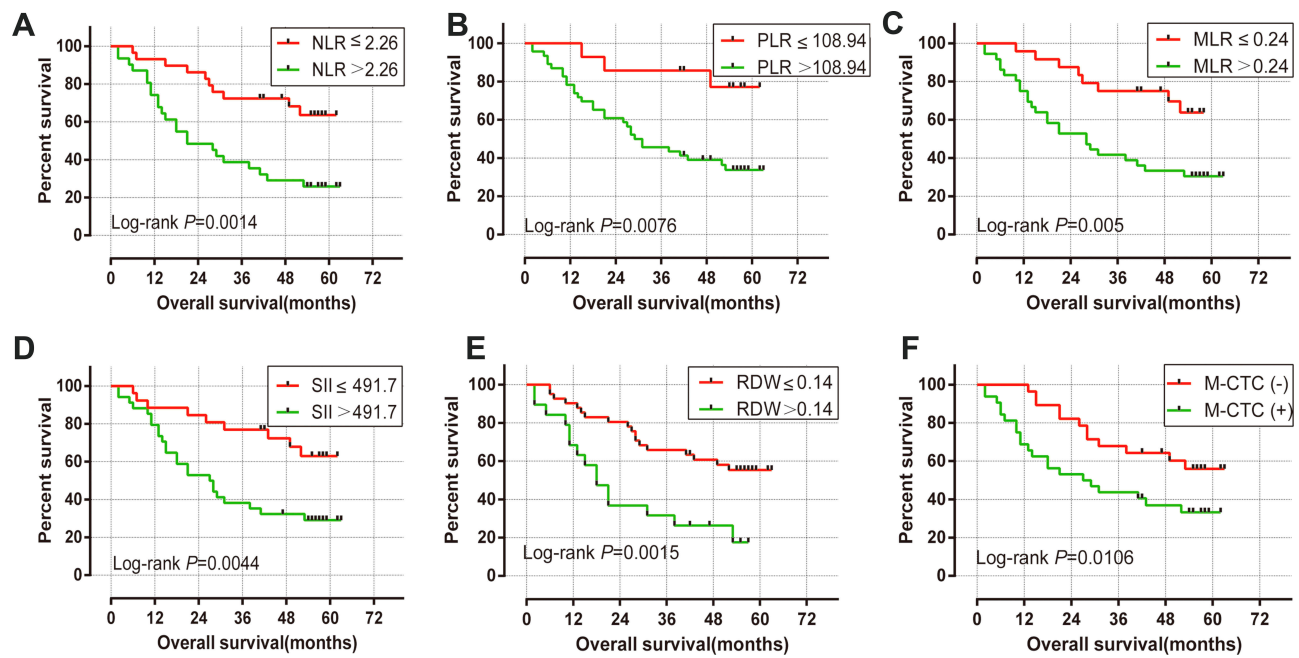 A
NLR ≤ 2.26
NLR >2.26
Percent survival
100
80
60
40
20
0
Log-rank P=0.0014
0 12 24 36 48 60 72
Overall survival(months)
B
PLR ≤ 108.94
PLR >108.94
Percent survival
100
80
60
40
20
0
Log-rank P=0.0076
0 12 24 36 48 60 72
Overall survival(months)
C
MLR ≤ 0.24
MLR >0.24
Percent survival
100
80
60
40
20
0
Log-rank P=0.005
0 12 24 36 48 60 72
Overall survival(months)
D
SII ≤ 491.7
SII > 491.7
Percent survival
100
80
60
40
20
0
Log-rank P=0.0044
0 12 24 36 48 60 72
Overall survival(months)
E
RDW ≤ 0.14
RDW>0.14
Percent survival
100
80
60
40
20
0
Log-rank P=0.0015
0 12 24 36 48 60 72
Overall survival(months)
F
M-CTC (-)
M-CTC (+)
Percent survival
100
80
60
40
20
0
Log-rank P=0.0106
0 12 24 36 48 60 72
Overall survival(months)